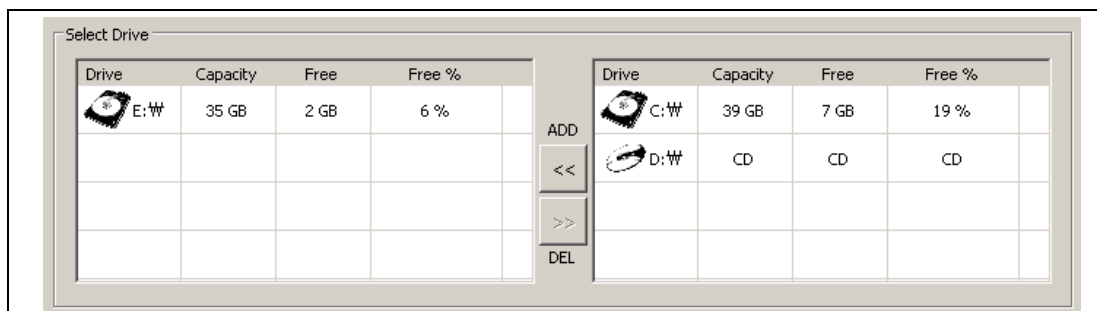 Select Drive
Drive Capacity Free Free %
E:₩ 35 GB 2 GB 6 %
ADD
<<
>>
DEL
Drive Capacity Free Free %
C:₩ 39 GB 7 GB 19 %
D:₩ CD CD CD